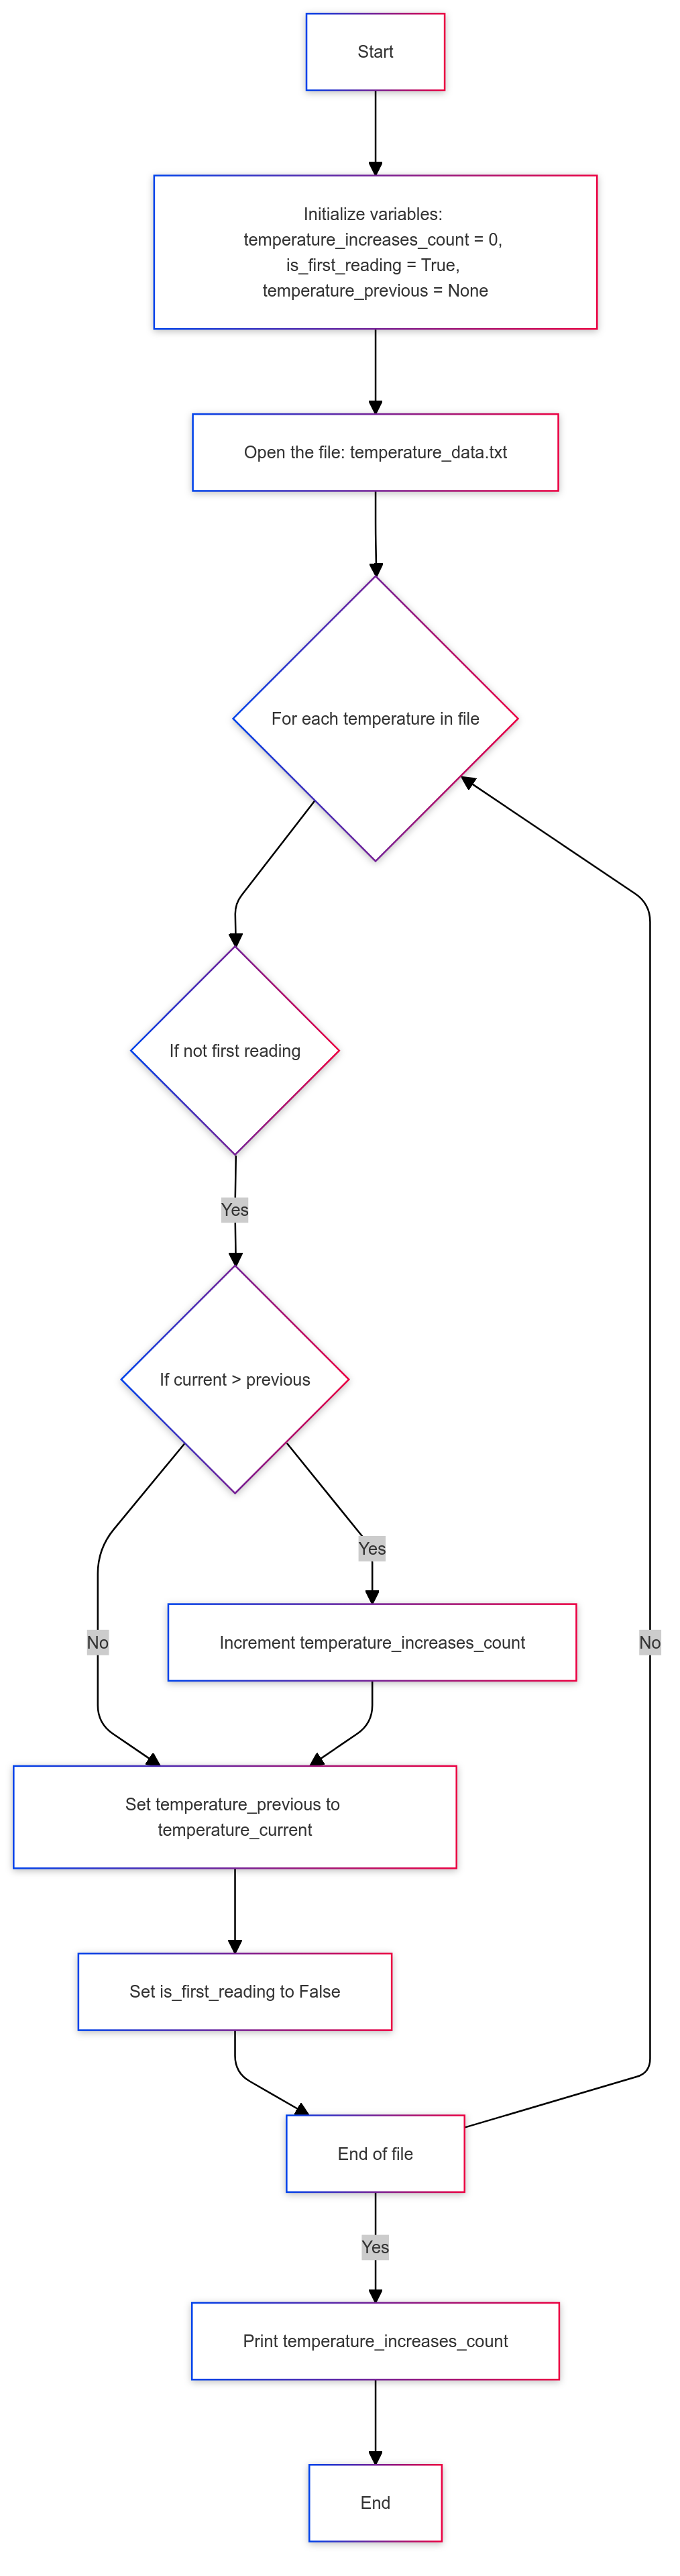 Start
Initialize variables:
temperature_increases_count = 0,
is_first_reading = True,
temperature_previous = None
Open the file: temperature_data.txt
For each temperature in file
If not first reading
Yes
If current > previous
Yes
No
Increment temperature_increases_count
No
Set temperature_previous to
temperature_current
Set is_first_reading to False
End of file
Yes
Print temperature_increases_count
End